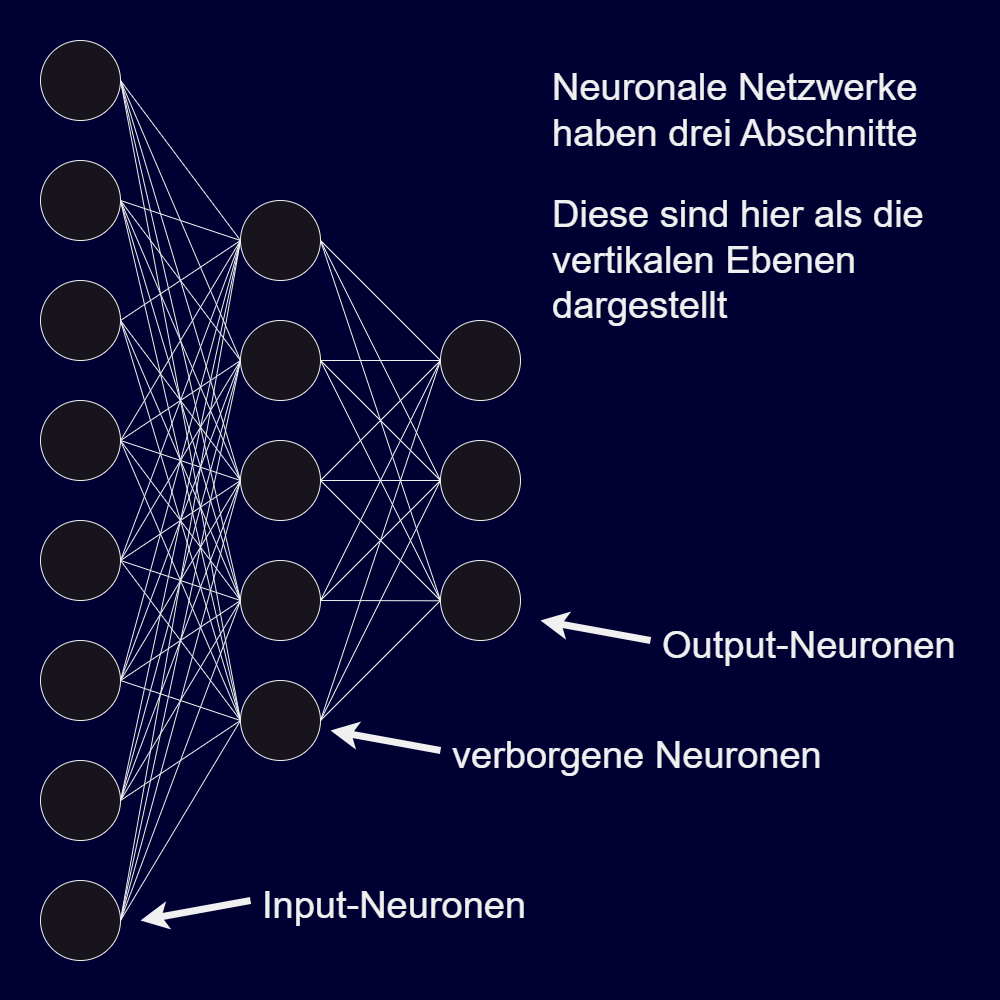 Neuronale Netzwerke
haben drei Abschnitte
Diese sind hier als die
vertikalen Ebenen
dargestellt
Output-Neuronen
verborgene Neuronen
Input-Neuronen